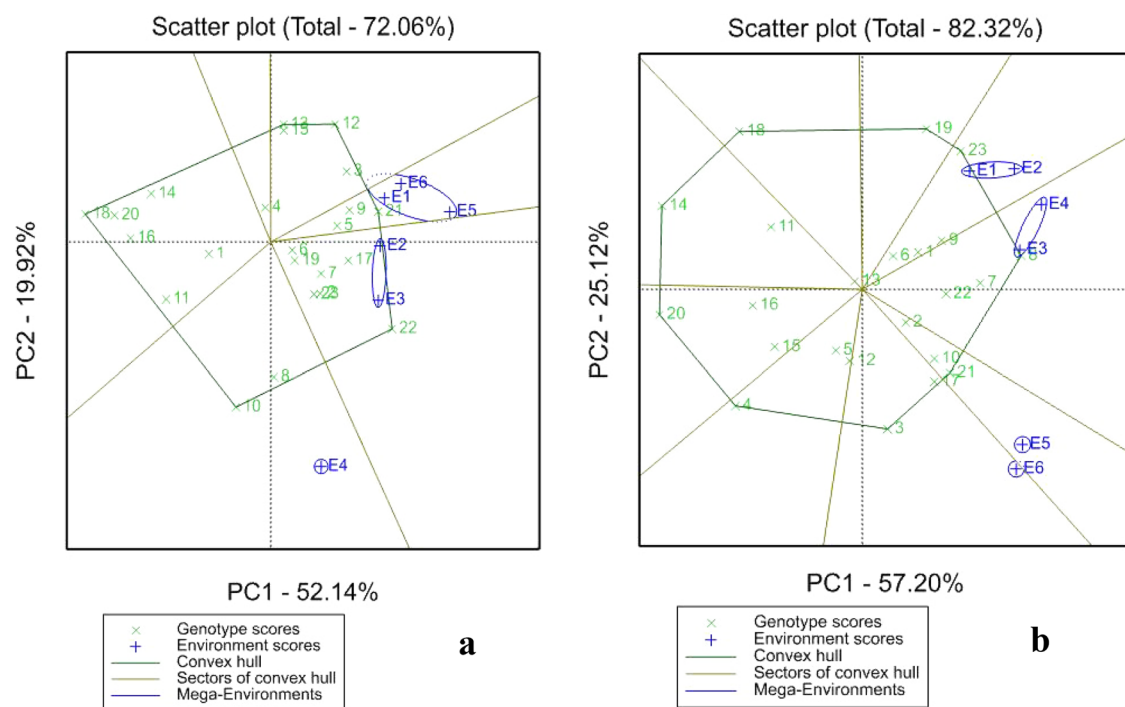 Scatter plot (Total - 72.06%)
13
12
15
3
E6
14
E1
4
9
21
E5
18
20
5
16
E2
6
1
19
17
7
11
E3
22
8
10
E4
PC2 - 19.92%
PC1 - 52.14%
Genotype scores
Environment scores
Convex hull
Sectors of convex hull
Mega-Environments
a
Scatter plot (Total - 82.32%)
18
19
23
E1
E2
14
E4
11
9
6
1
E3
8
13
7
22
16
20
2
15
5
12
10
21
17
4
3
E5
E6
PC2 - 25.12%
PC1 - 57.20%
Genotype scores
Environment scores
Convex hull
Sectors of convex hull
Mega-Environments
b